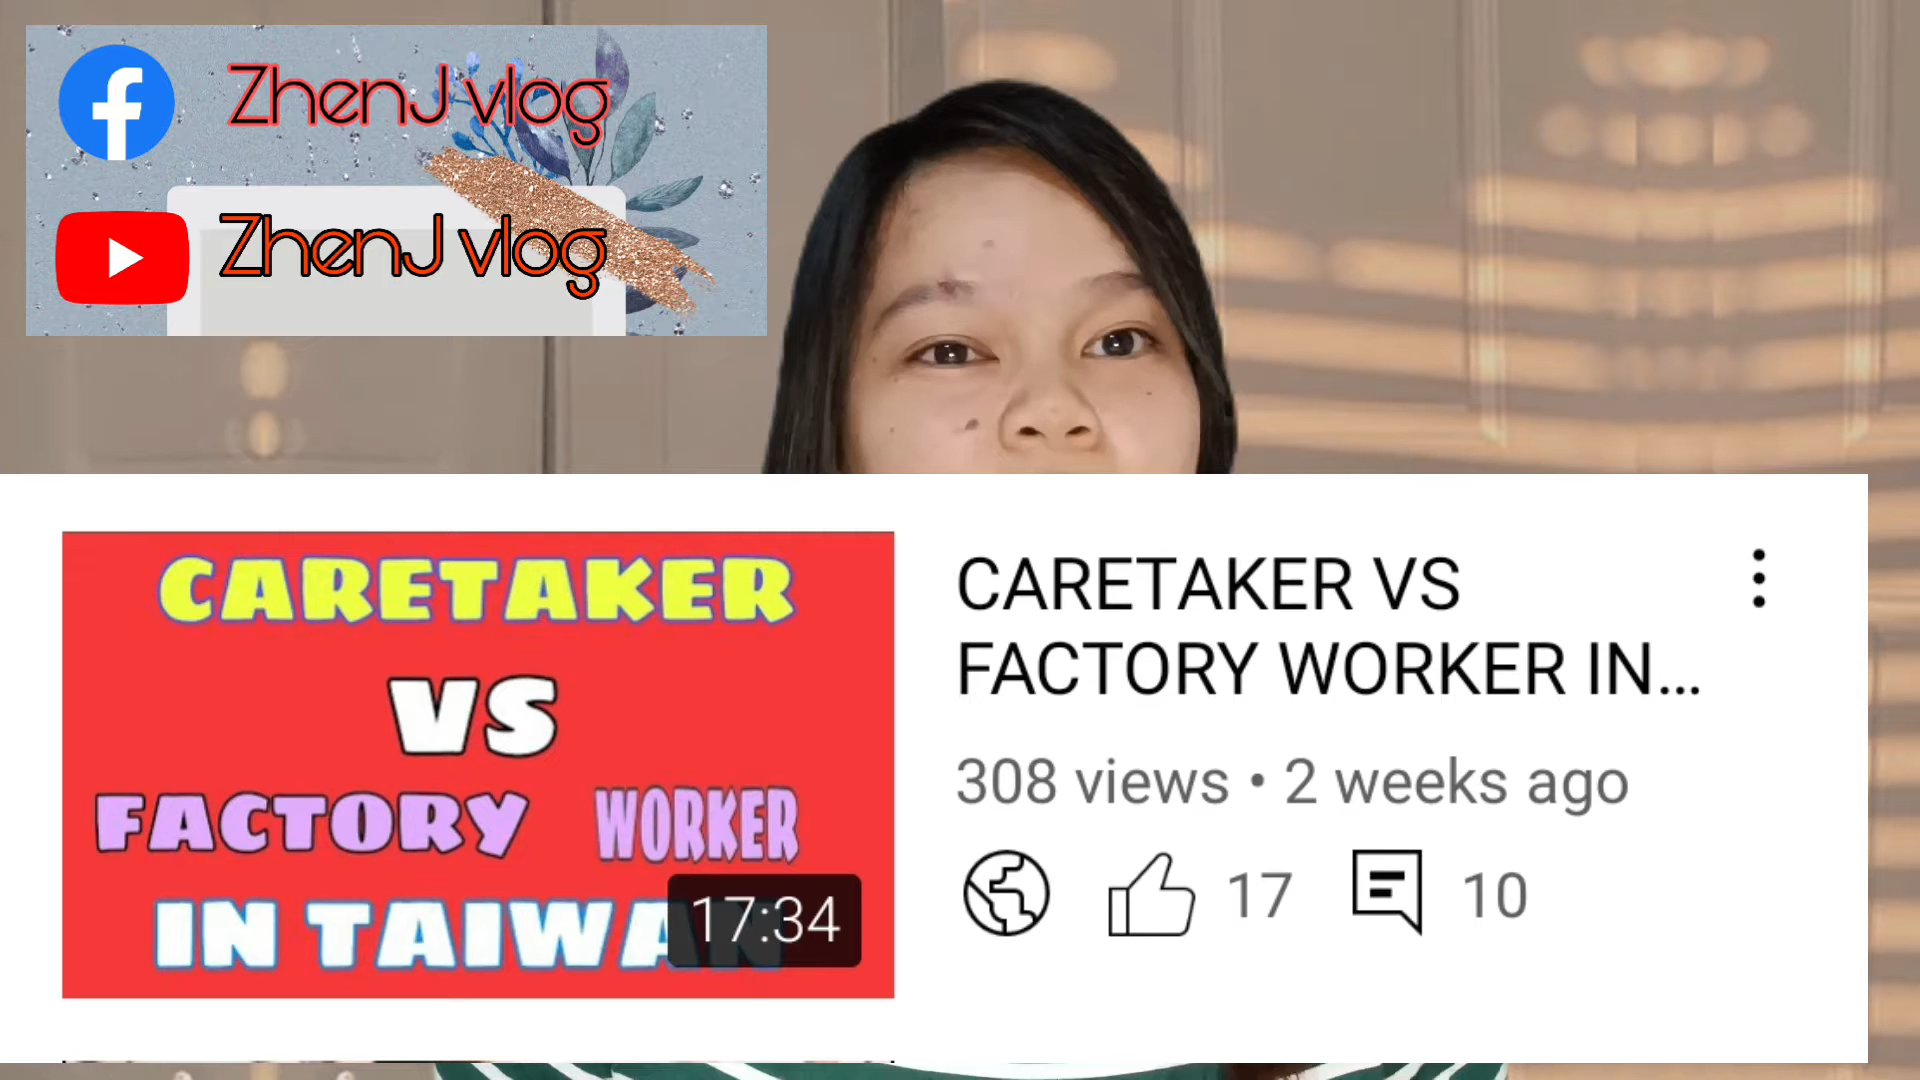 ZhenJ vlog
ZhenJ vlog
CARETAKER
VS
FACTORY WORKER
IN TAIWAN
17:34
CARETAKER VS
FACTORY WORKER IN...
308 views • 2 weeks ago
17 10